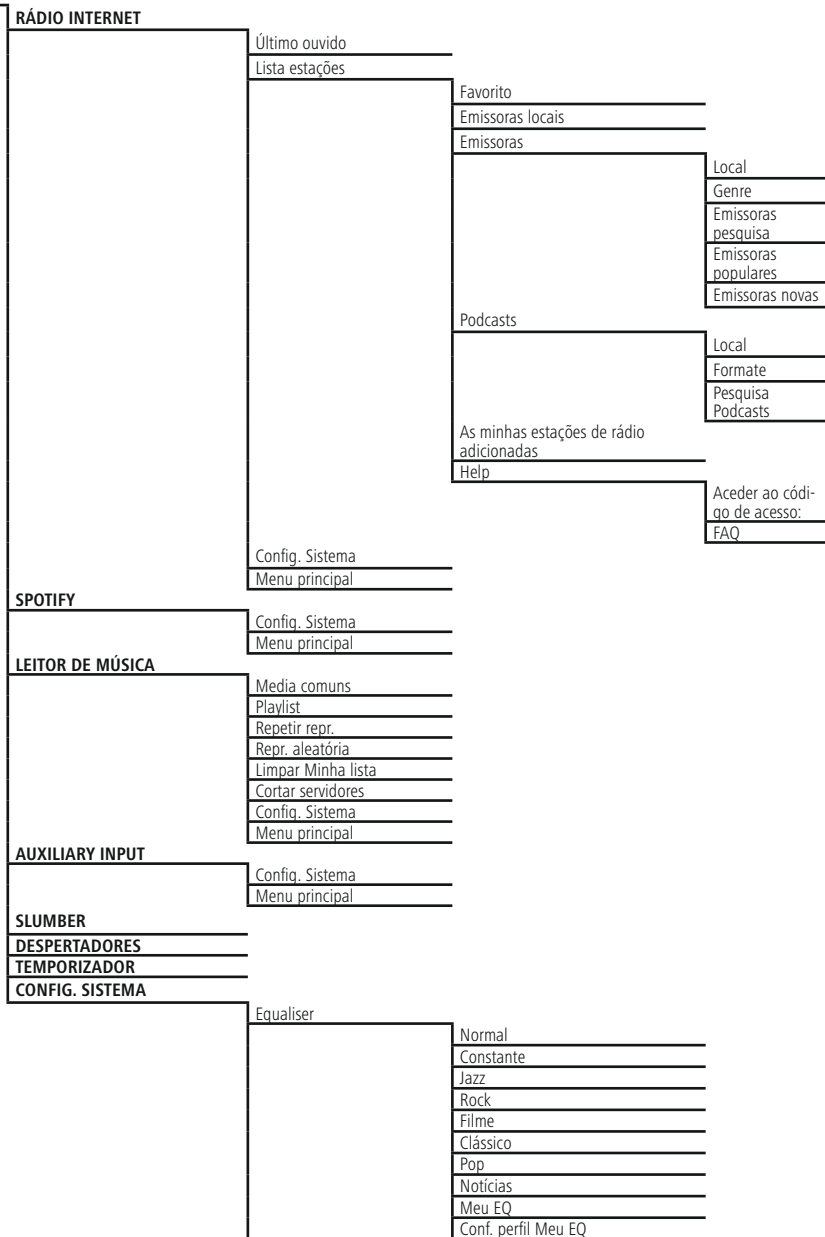 RÁDIO INTERNET
Último ouvido
Lista estações
Favorito
Emissoras locais
Emissoras
Local
Genre
Emissoras
pesquisa
Emissoras
populares
Emissoras novas
Podcasts
Local
Formate
Pesquisa
Podcasts
As minhas estações de rádio
adicionadas
Help
Aceder ao códi-
go de acesso:
FAQ
Config. Sistema
Menu principal
SPOTIFY
Config. Sistema
Menu principal
LEITOR DE MÚSICA
Media comuns
Playlist
Repetir repr.
Repr. aleatória
Limpar Minha lista
Cortar servidores
Config. Sistema
Menu principal
AUXILIARY INPUT
Config. Sistema
Menu principal
SLUMBER
DESPERTADORES
TEMPORIZADOR
CONFIG. SISTEMA
Equaliser
Normal
Constante
Jazz
Rock
Filme
Clássico
Pop
Notícias
Meu EQ
Conf. perfil Meu EQ